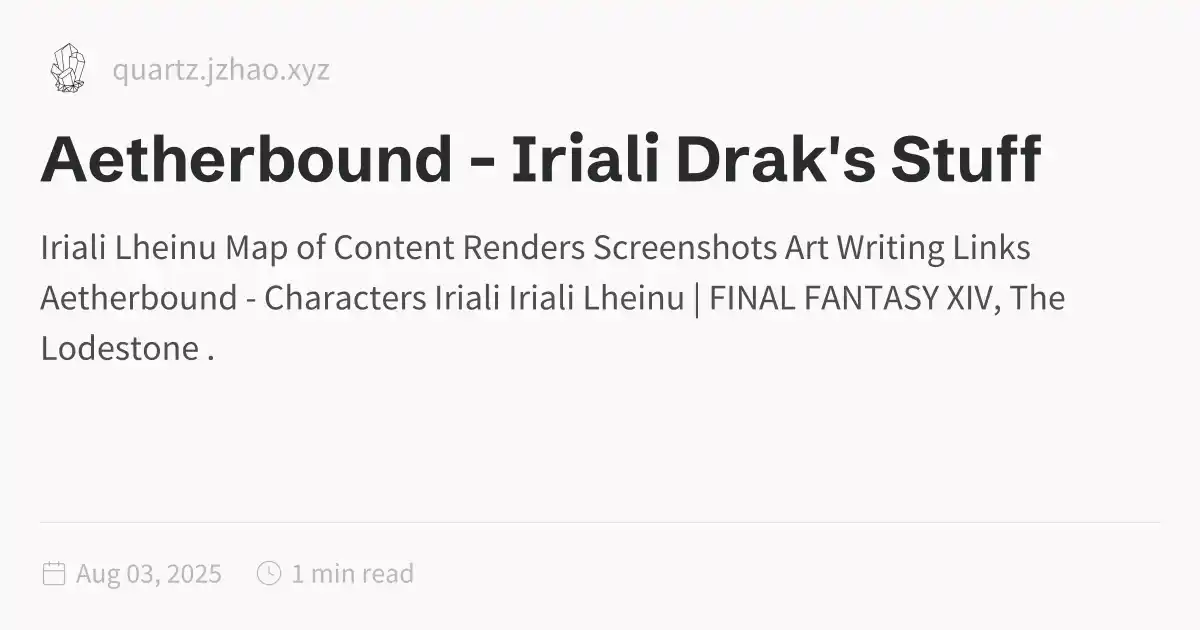 quartz.jzhao.xyz
Aetherbound - Iriali Drak's Stuff
Iriali Lheinu Map of Content Renders Screenshots Art Writing Links
Aetherbound - Characters Iriali Iriali Lheinu | FINAL FANTASY XIV, The
Lodestone .
Aug 03, 2025 1 min read